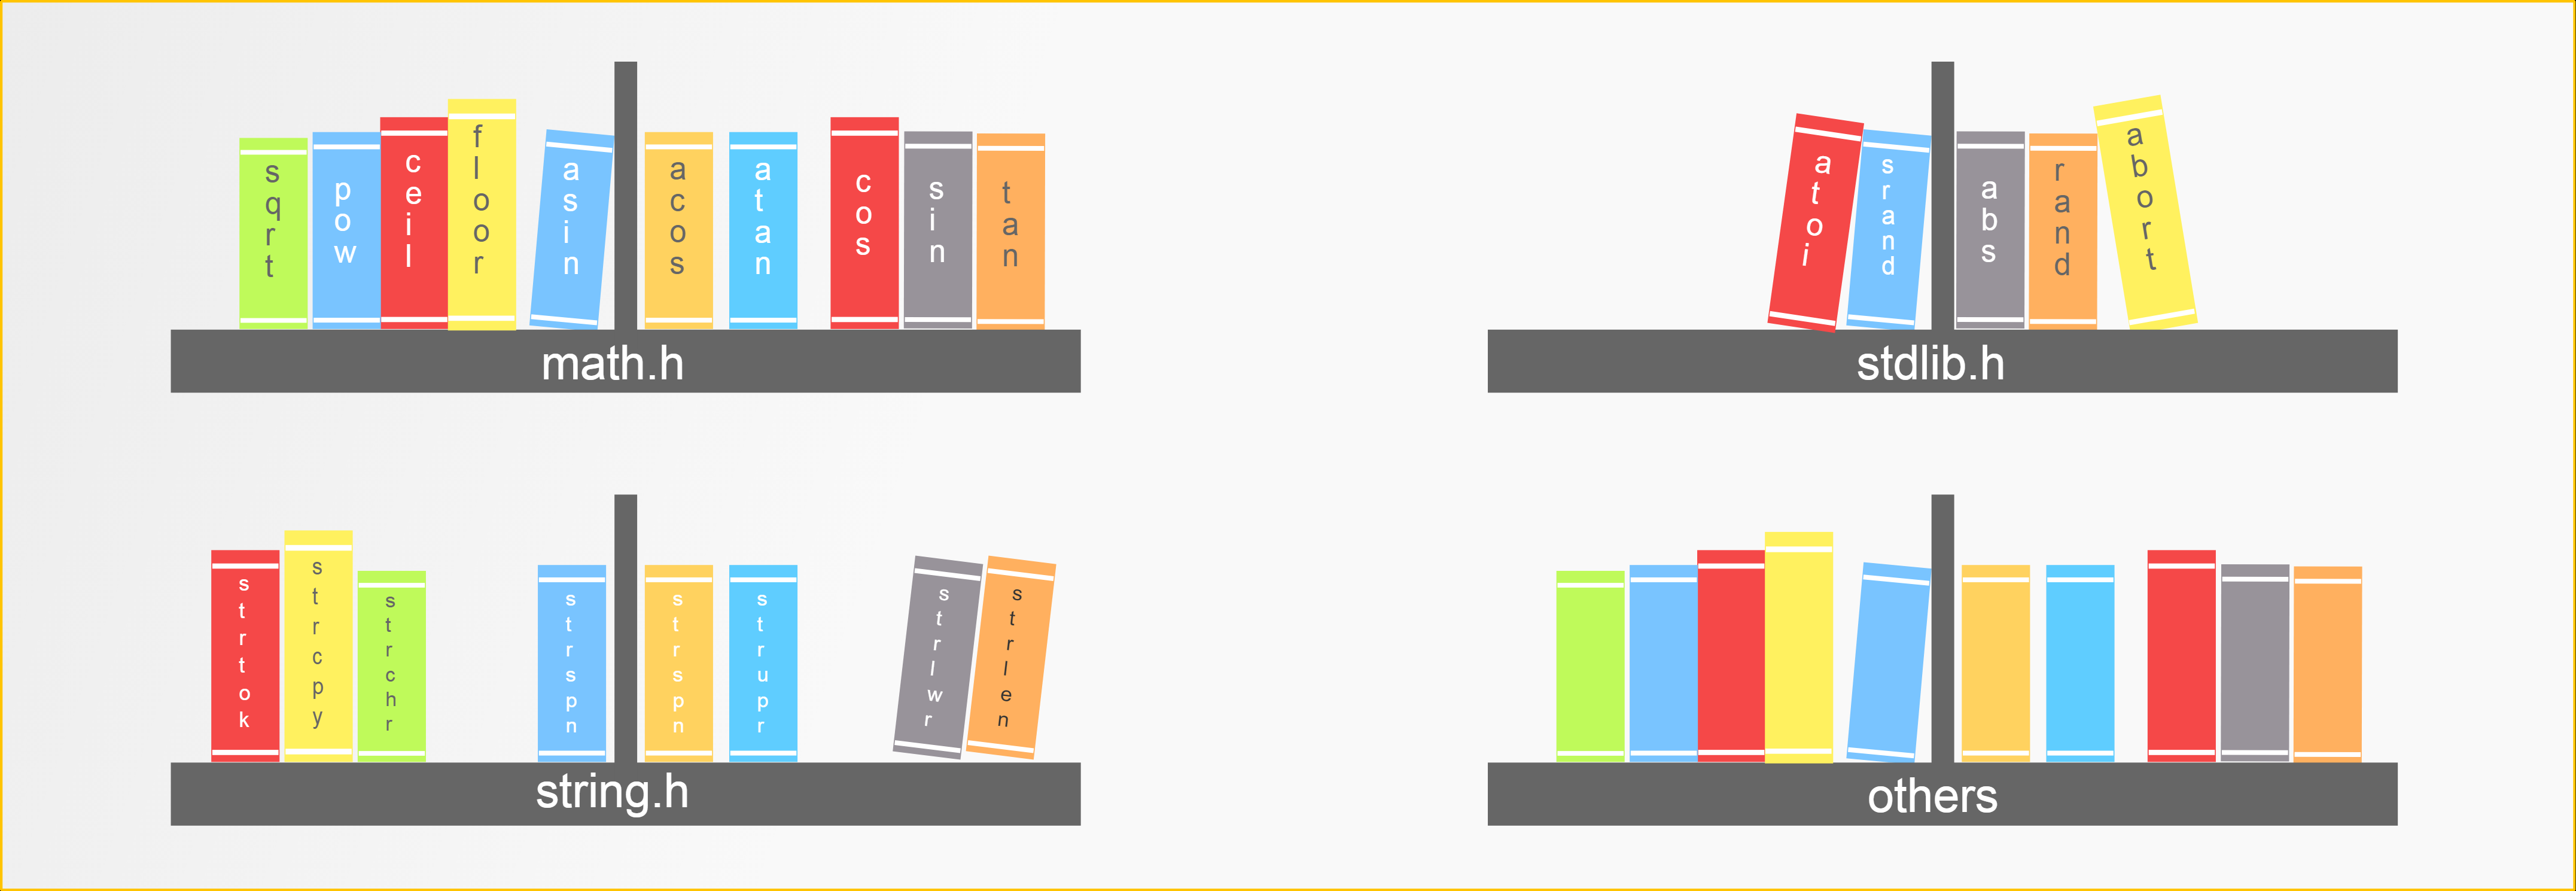 sqrt
pow
ceil
floor
asin
acos
atan
cos
sin
tan
math.h
atoi
srand
abs
rand
abort
stdlib.h
strtok
strcpy
strchr
strspn
strspn
strupr
strlwr
strlen
string.h
others